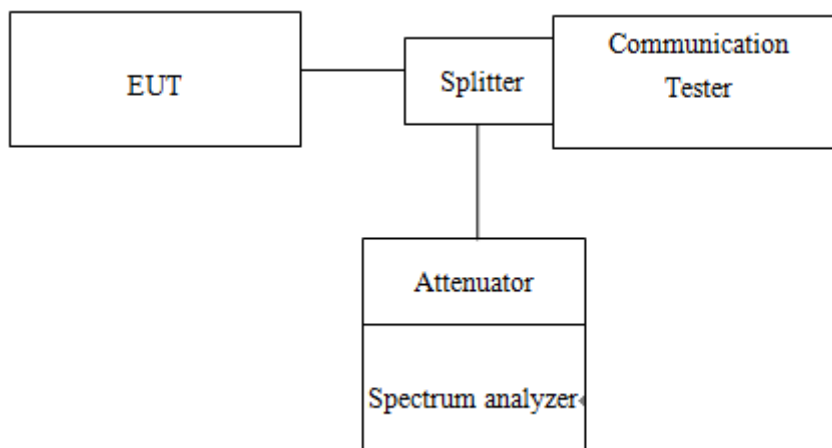 EUT
Splitter
Communication
Tester
Attenuator
Spectrum analyzer